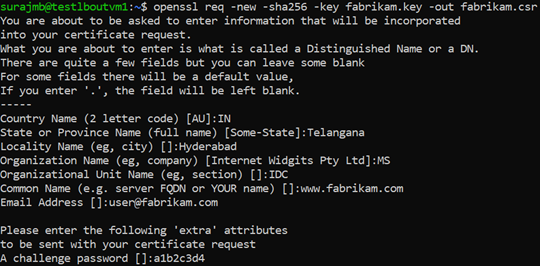 surajmb@testlboutvm1:~$ openssl req -new -sha256 -key fabrikam.key -out fabrikam.csr
You are about to be asked to enter information that will be incorporated
into your certificate request.
What you are about to enter is what is called a Distinguished Name or a DN.
There are quite a few fields but you can leave some blank
For some fields there will be a default value,
If you enter '.', the field will be left blank.
-----
Country Name (2 letter code) [AU]:IN
State or Province Name (full name) [Some-State]:Telangana
Locality Name (eg, city) []:Hyderabad
Organization Name (eg, company) [Internet Widgits Pty Ltd]:MS
Organizational Unit Name (eg, section) []:IDC
Common Name (e.g. server FQDN or YOUR name) []:www.fabrikam.com
Email Address []:user@fabrikam.com
Please enter the following 'extra' attributes
to be sent with your certificate request
A challenge password []:a1b2c3d4